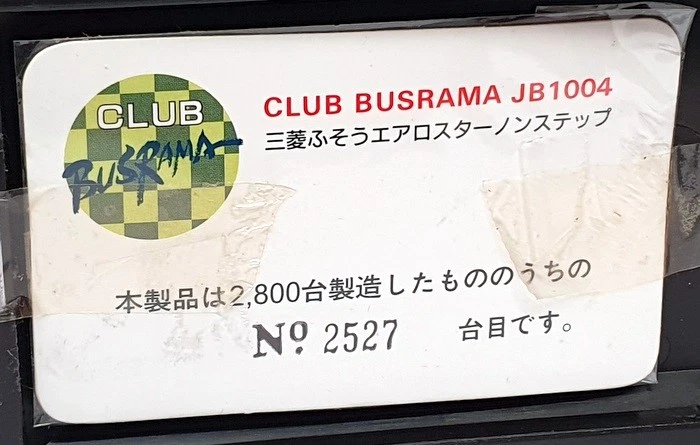 CLUB
BUSRAMA
CLUB BUSRAMA JB1004
三菱ふそうエアロスターノンステップ
本製品は2,800台製造したもののうちの
Nº 2527 台目です。